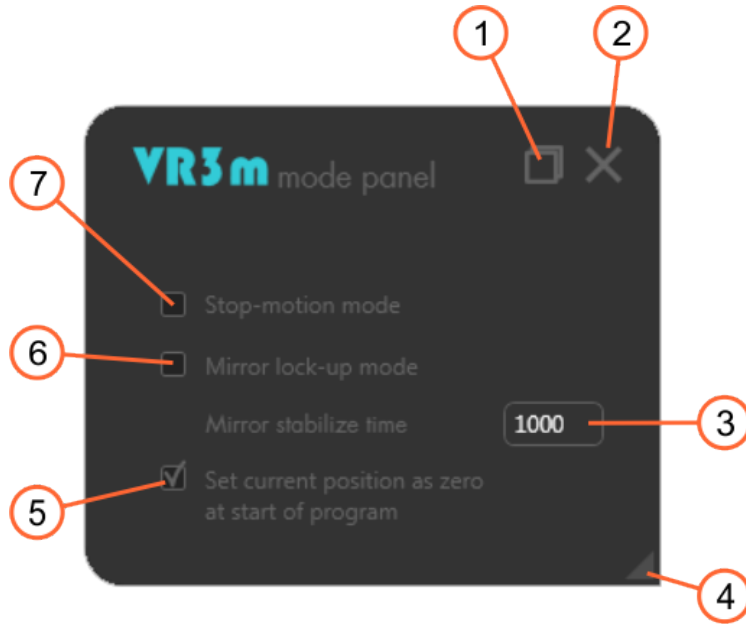 1
2
VR3m mode panel
7
Stop-motion mode
6
Mirror lock-up mode
Mirror stabilize time
1000
3
Set current position as zero
at start of program
5
4